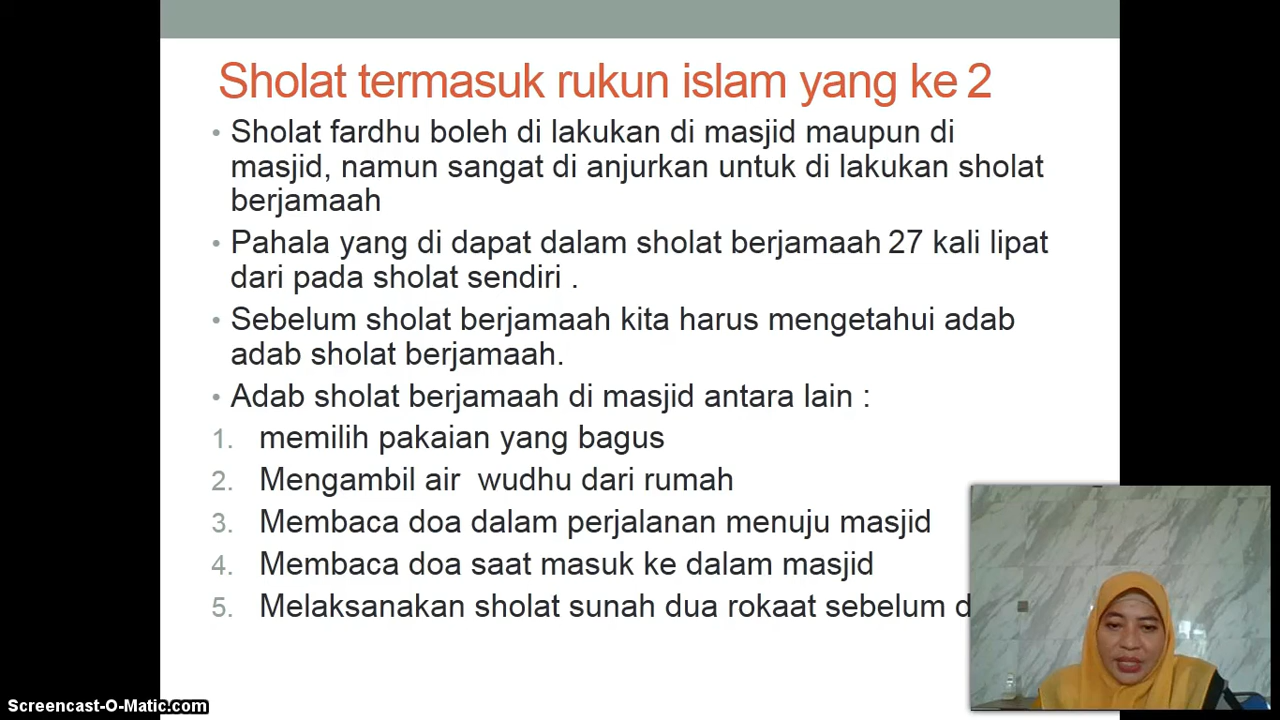 Sholat termasuk rukun islam yang ke 2
• Sholat fardhu boleh di lakukan di masjid maupun di
masjid, namun sangat di anjurkan untuk di lakukan sholat
berjamaah
• Pahala yang di dapat dalam sholat berjamaah 27 kali lipat
dari pada sholat sendiri .
• Sebelum sholat berjamaah kita harus mengetahui adab
adab sholat berjamaah.
• Adab sholat berjamaah di masjid antara lain :
1. memilih pakaian yang bagus
2. Mengambil air wudhu dari rumah
3. Membaca doa dalam perjalanan menuju masjid
4. Membaca doa saat masuk ke dalam masjid
5. Melaksanakan sholat sunah dua rokaat sebelum d
Screencast-O-Matic.com